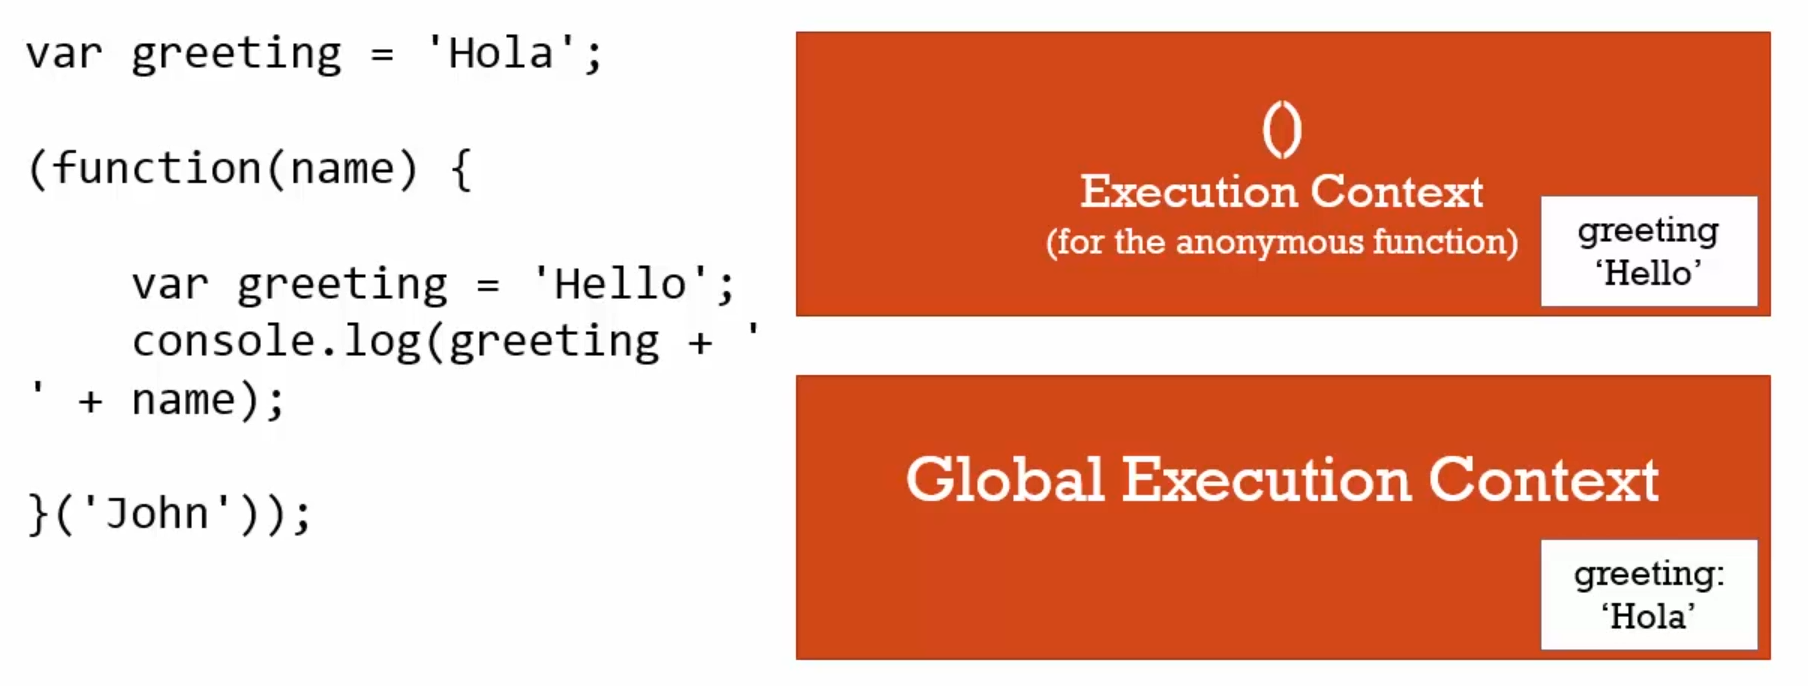 var greeting = 'Hola';
(function(name) {
var greeting = 'Hello';
console.log(greeting + '
' + name);
}('John'));
()
Execution Context
(for the anonymous function)
greeting
‘Hello’
Global Execution Context
greeting:
‘Hola’